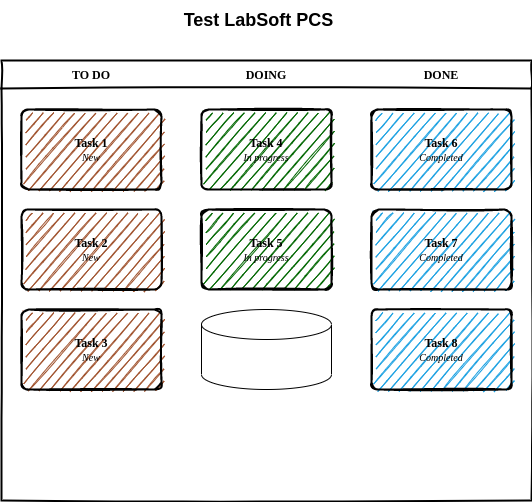 Test LabSoft PCS
TO DO
DOING
DONE
Task 1
New
Task 4
In progress
Task 6
Completed
Task 2
New
Task 5
In progress
Task 7
Completed
Task 3
New
Task 8
Completed